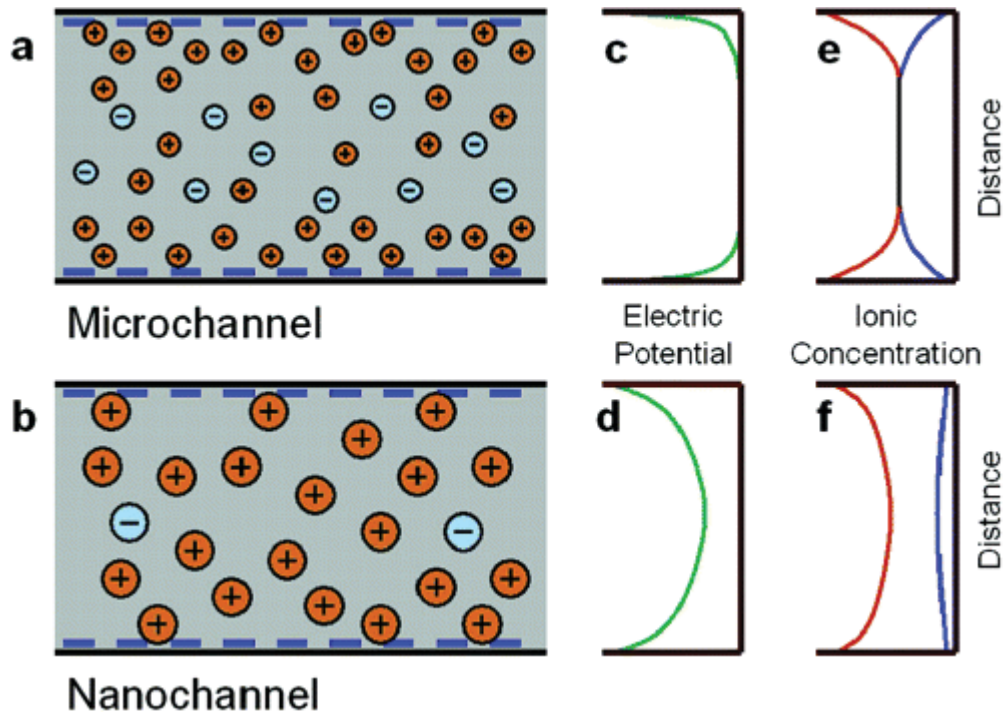 a
c
e
Distance
Microchannel
Electric
Potential
Ionic
Concentration
b
d
f
Distance
Nanochannel